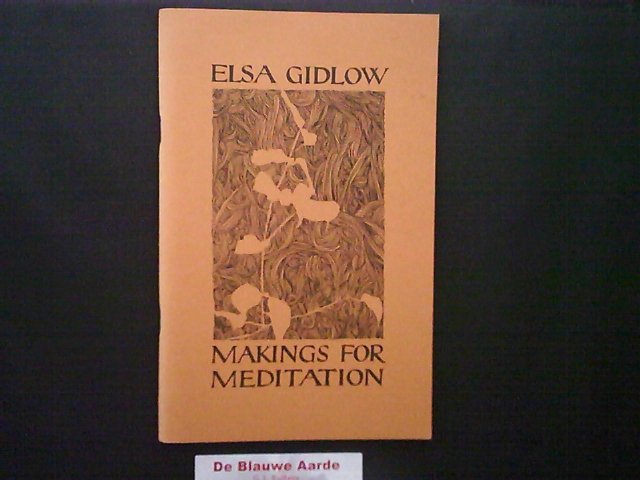 ELSA GIDLOW
MAKINGS FOR
MEDITATION
De Blauwe Aarde